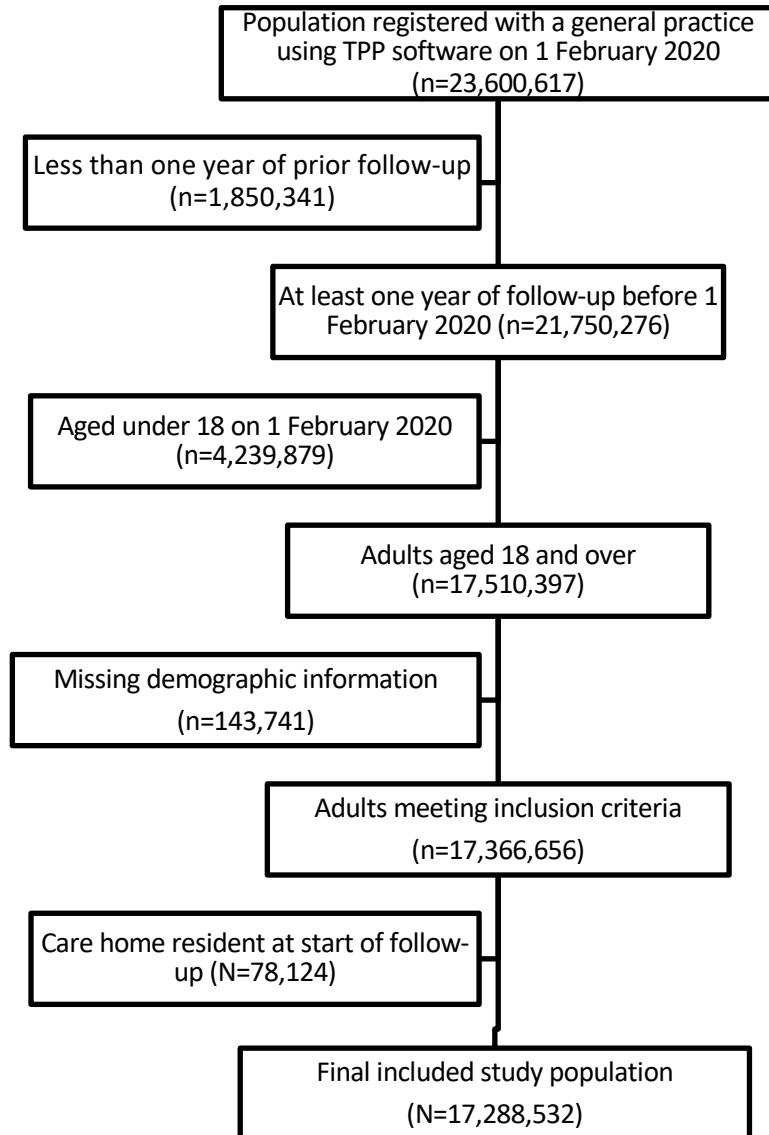 Population registered with a general practice
using TPP software on 1 February 2020
(n=23,600,617)
Less than one year of prior follow-up
(n=1,850,341)
At least one year of follow-up before 1
February 2020 (n=21,750,276)
Aged under 18 on 1 February 2020
(n=4,239,879)
Adults aged 18 and over
(n=17,510,397)
Missing demographic information
(n=143,741)
Adults meeting inclusion criteria
(n=17,366,656)
Care home resident at start of follow-
up (N=78,124)
Final included study population
(N=17,288,532)